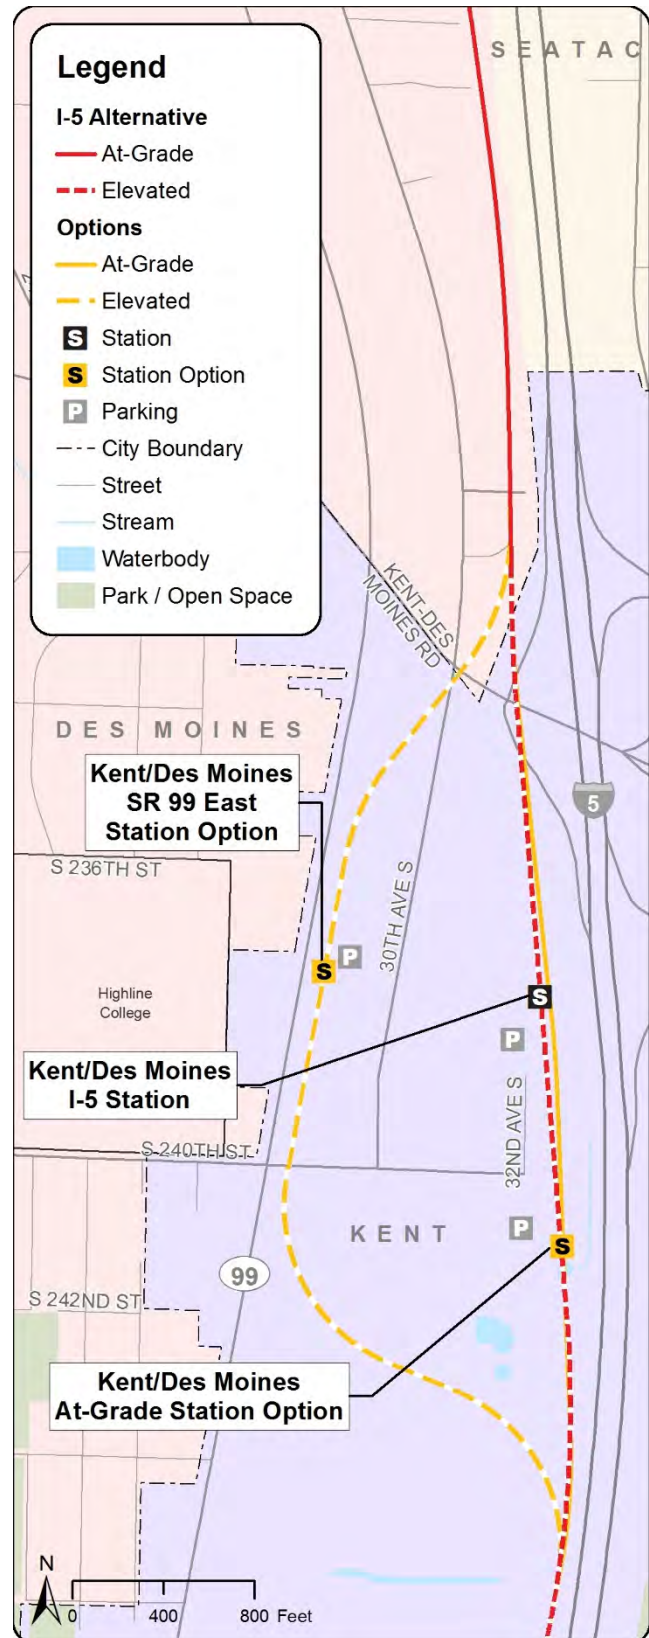 Legend
I-5 Alternative
At-Grade
Elevated
Options
At-Grade
Elevated
S Station
S Station Option
P Parking
City Boundary
Street
Stream
Waterbody
Park / Open Space
SEATAC
KENT-DES
MOINES RD
DES MOINES
Kent/Des Moines
SR 99 East
Station Option
5
S 236TH ST
30TH AVE S
P
S
Highline
College
S
P
Kent/Des Moines
I-5 Station
32ND AVE S
S 240TH ST
KENT
P
S
99
S 242ND ST
Kent/Des Moines
At-Grade Station Option
N
0 400 800 Feet